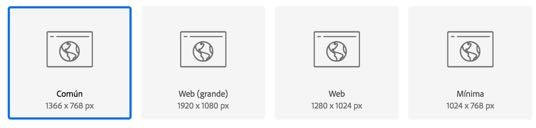 Común
1366 x 768 px
Web (grande)
1920 x 1080 px
Web
1280 x 1024 px
Mínima
1024 x 768 px